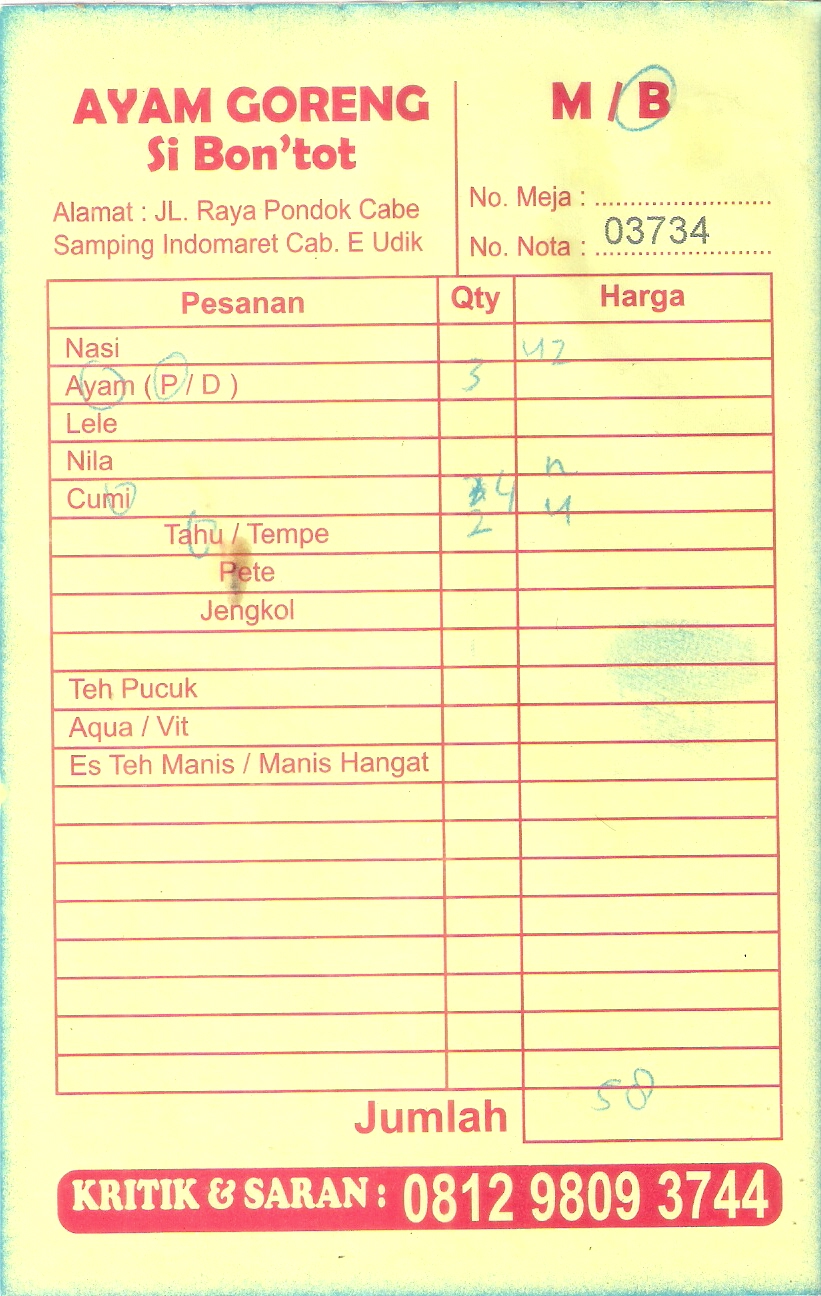 AYAM GORENG
Si Bon'tot
Alamat : JL. Raya Pondok Cabe
Samping Indomaret Cab. E Udik
M / B
No. Meja : ........................
No. Nota : 03734
Pesanan Qty Harga
Nasi 42
Ayam ( P / D ) 3
Lele
Nila
Cumi 4
Tahu / Tempe 2 4
Pete
Jengkol
Teh Pucuk
Aqua / Vit
Es Teh Manis / Manis Hangat
Jumlah 58
KRITIK & SARAN : 0812 9809 3744